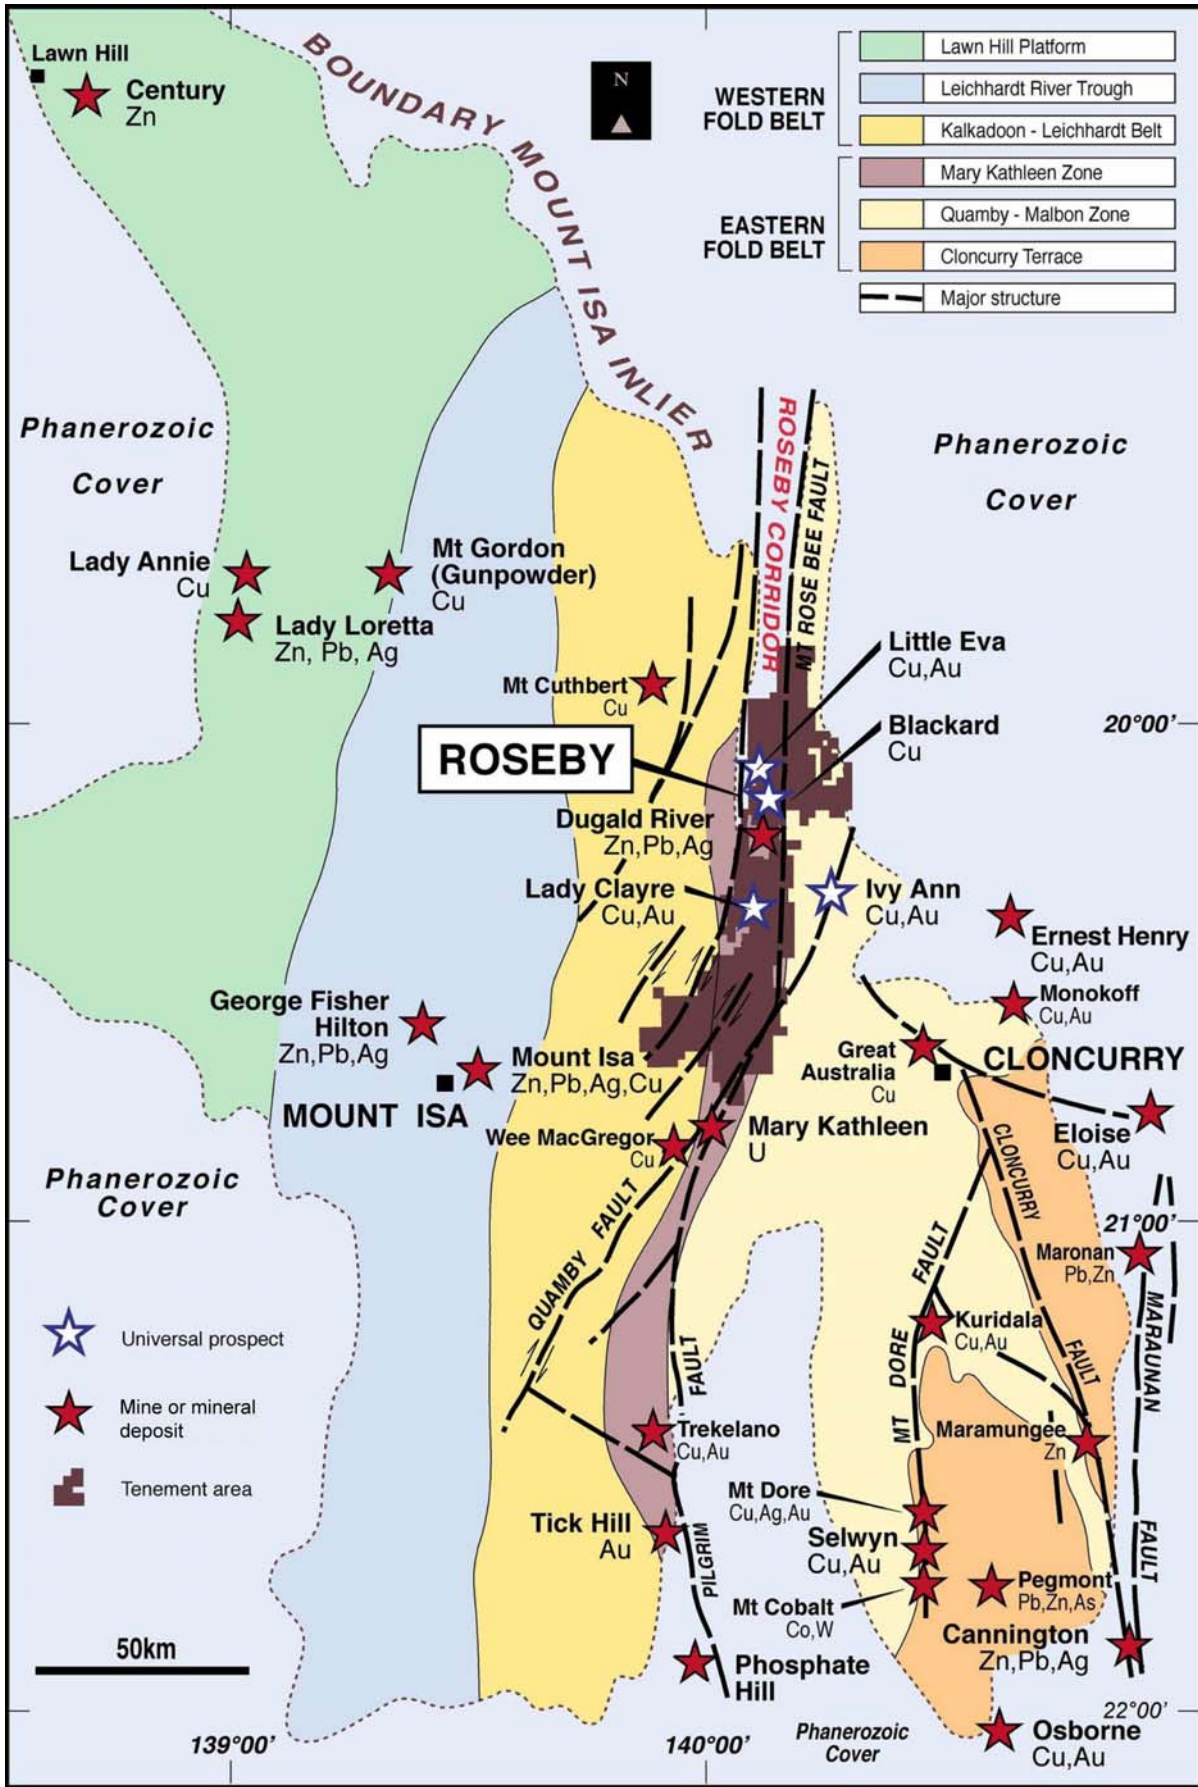 Lawn Hill
Century
Zn
BOUNDARY MOUNT ISA INLIER
N
WESTERN
FOLD BELT
Lawn Hill Platform
Leichhardt River Trough
Kalkadoon - Leichhardt Belt
EASTERN
FOLD BELT
Mary Kathleen Zone
Quamby - Malbon Zone
Cloncurry Terrace
Major structure
Phanerozoic
Cover
ROSEBY CORRIDOR
MT ROSE BEE FAULT
Phanerozoic
Cover
Lady Annie
Cu
Mt Gordon
(Gunpowder)
Cu
Lady Loretta
Zn, Pb, Ag
Little Eva
Cu,Au
Mt Cuthbert
Cu
Blackard
Cu
20°00'
ROSEBY
Dugald River
Zn,Pb,Ag
Lady Clayre
Cu,Au
Ivy Ann
Cu,Au
Ernest Henry
Cu,Au
George Fisher
Hilton
Zn,Pb,Ag
Monokoff
Cu,Au
Mount Isa
Zn,Pb,Ag,Cu
MOUNT ISA
Great
Australia
Cu
CLONCURRY
Wee MacGregor
Cu
Mary Kathleen
U
Eloise
Cu,Au
Phanerozoic
Cover
QUAMBY FAULT
CLONCURRY FAULT
21°00'
Maronan
Pb,Zn
MT DORE FAULT
MARAUNAN FAULT
Universal prospect
Kuridala
Cu,Au
Mine or mineral
deposit
PILGRIM FAULT
Trekelano
Cu,Au
Maramungee
Zn
Tenement area
Mt Dore
Cu,Ag,Au
Tick Hill
Au
Selwyn
Cu,Au
Pegmont
Pb,Zn,As
Mt Cobalt
Co,W
50km
Cannington
Zn,Pb,Ag
Phosphate
Hill
22°00'
Osborne
Cu,Au
Phanerozoic
Cover
139°00'
140°00'